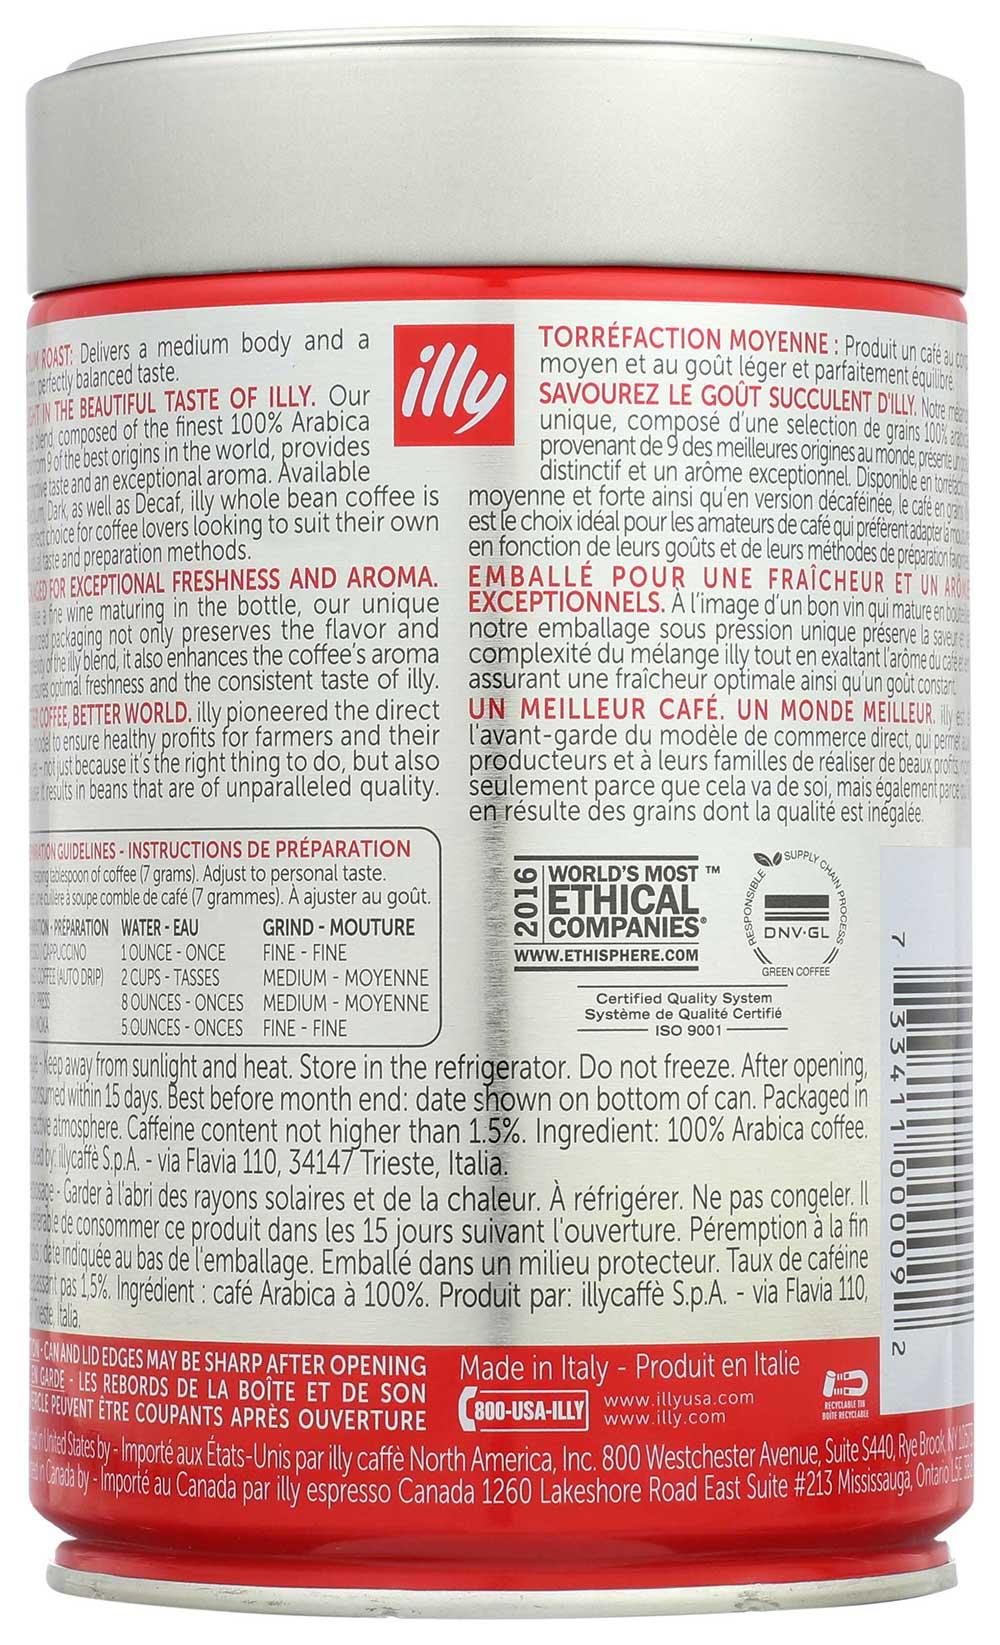 ROAST: Delivers a medium body and a
perfectly balanced taste.
IN THE BEAUTIFUL TASTE OF ILLY. Our
blend, composed of the finest 100% Arabica
from 9 of the best origins in the world, provides
taste and an exceptional aroma. Available
Dark, as well as Decaf, illy whole bean coffee is
choice for coffee lovers looking to suit their own
taste and preparation methods.
FOR EXCEPTIONAL FRESHNESS AND AROMA.
a fine wine maturing in the bottle, our unique
packaging not only preserves the flavor and
of the illy blend, it also enhances the coffee's aroma
optimal freshness and the consistent taste of illy.
COFFEE, BETTER WORLD. illy pioneered the direct
model to ensure healthy profits for farmers and their
- not just because it's the right thing to do, but also
it results in beans that are of unparalleled quality.
illy
TORRÉFACTION MOYENNE : Produit un café au
moyen et au goût léger et parfaitement équilibré.
SAVOUREZ LE GOÛT SUCCULENT D'ILLY. Notre
unique, composé d'une sélection de grains 100%
provenant de 9 des meilleures origines au monde, présente un
distinctif et un arôme exceptionnel. Disponible en
moyenne et forte ainsi qu'en version décaféinée, le café en grains
est le choix idéal pour les amateurs de café qui préfèrent adapter la
en fonction de leurs goûts et de leurs méthodes de préparation
EMBALLÉ POUR UNE FRAÎCHEUR ET UN
EXCEPTIONNELS. À l'image d'un bon vin qui mature en
notre emballage sous pression unique préserve la saveur
complexité du mélange illy tout en exaltant l'arôme du café
assurant une fraîcheur optimale ainsi qu'un goût constant.
UN MEILLEUR CAFÉ. UN MONDE MEILLEUR. illy
l'avant-garde du modèle de commerce direct, qui permet
producteurs et à leurs familles de réaliser de beaux profits
seulement parce que cela va de soi, mais également parce
en résulte des grains dont la qualité est inégalée.
GUIDELINES - INSTRUCTIONS DE PRÉPARATION
tablespoon of coffee (7 grams). Adjust to personal taste.
à soupe comble de café (7 grammes). À ajuster au goût.
PRÉPARATION WATER - EAU GRIND - MOUTURE
CAPPUCCINO 1 OUNCE - ONCE FINE - FINE
COFFEE (AUTO DRIP) 2 CUPS - TASSES MEDIUM - MOYENNE
PRESS 8 OUNCES - ONCES MEDIUM - MOYENNE
MOKA 5 OUNCES - ONCES FINE - FINE
2016 WORLD'S MOST ™
ETHICAL
COMPANIES®
WWW.ETHISPHERE.COM
RESPONSIBLE SUPPLY CHAIN PROCESS
DNV·GL
GREEN COFFEE
Certified Quality System
Système de Qualité Certifié
ISO 9001
- Keep away from sunlight and heat. Store in the refrigerator. Do not freeze. After opening,
within 15 days. Best before month end: date shown on bottom of can. Packaged in
atmosphere. Caffeine content not higher than 1.5%. Ingredient: 100% Arabica coffee.
by: illycaffè S.p.A. - via Flavia 110, 34147 Trieste, Italia.
- Garder à l'abri des rayons solaires et de la chaleur. À réfrigérer. Ne pas congeler. Il
de consommer ce produit dans les 15 jours suivant l'ouverture. Péremption à la fin
date indiquée au bas de l'emballage. Emballé dans un milieu protecteur. Taux de caféine
pas 1,5%. Ingrédient : café Arabica à 100%. Produit par: illycaffè S.p.A. - via Flavia 110,
Italia.
7 33411 00009 2
- CAN AND LID EDGES MAY BE SHARP AFTER OPENING
EN GARDE - LES REBORDS DE LA BOÎTE ET DE SON
PEUVENT ÊTRE COUPANTS APRÈS OUVERTURE
Made in Italy - Produit en Italie
800-USA-ILLY
www.illyusa.com
www.illy.com
RECYCLABLE TIN
BOÎTE RECYCLABLE
in United States by - Importé aux États-Unis par illy caffè North America, Inc. 800 Westchester Avenue, Suite S440, Rye Brook, NY
in Canada by - Importé au Canada par illy espresso Canada 1260 Lakeshore Road East Suite #213 Mississauga, Ontario